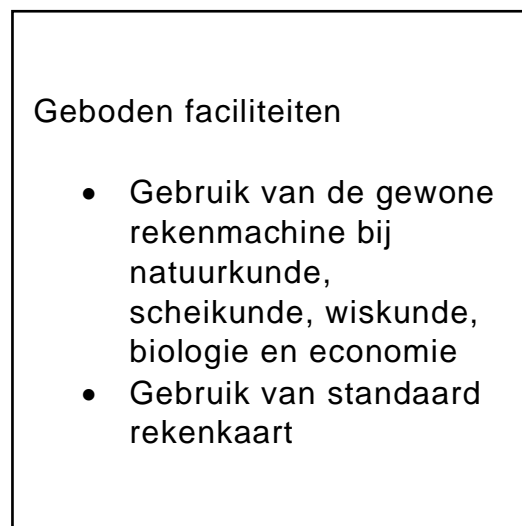 Geboden faciliteiten
• Gebruik van de gewone
rekenmachine bij
natuurkunde,
scheikunde, wiskunde,
biologie en economie
• Gebruik van standaard
rekenkaart